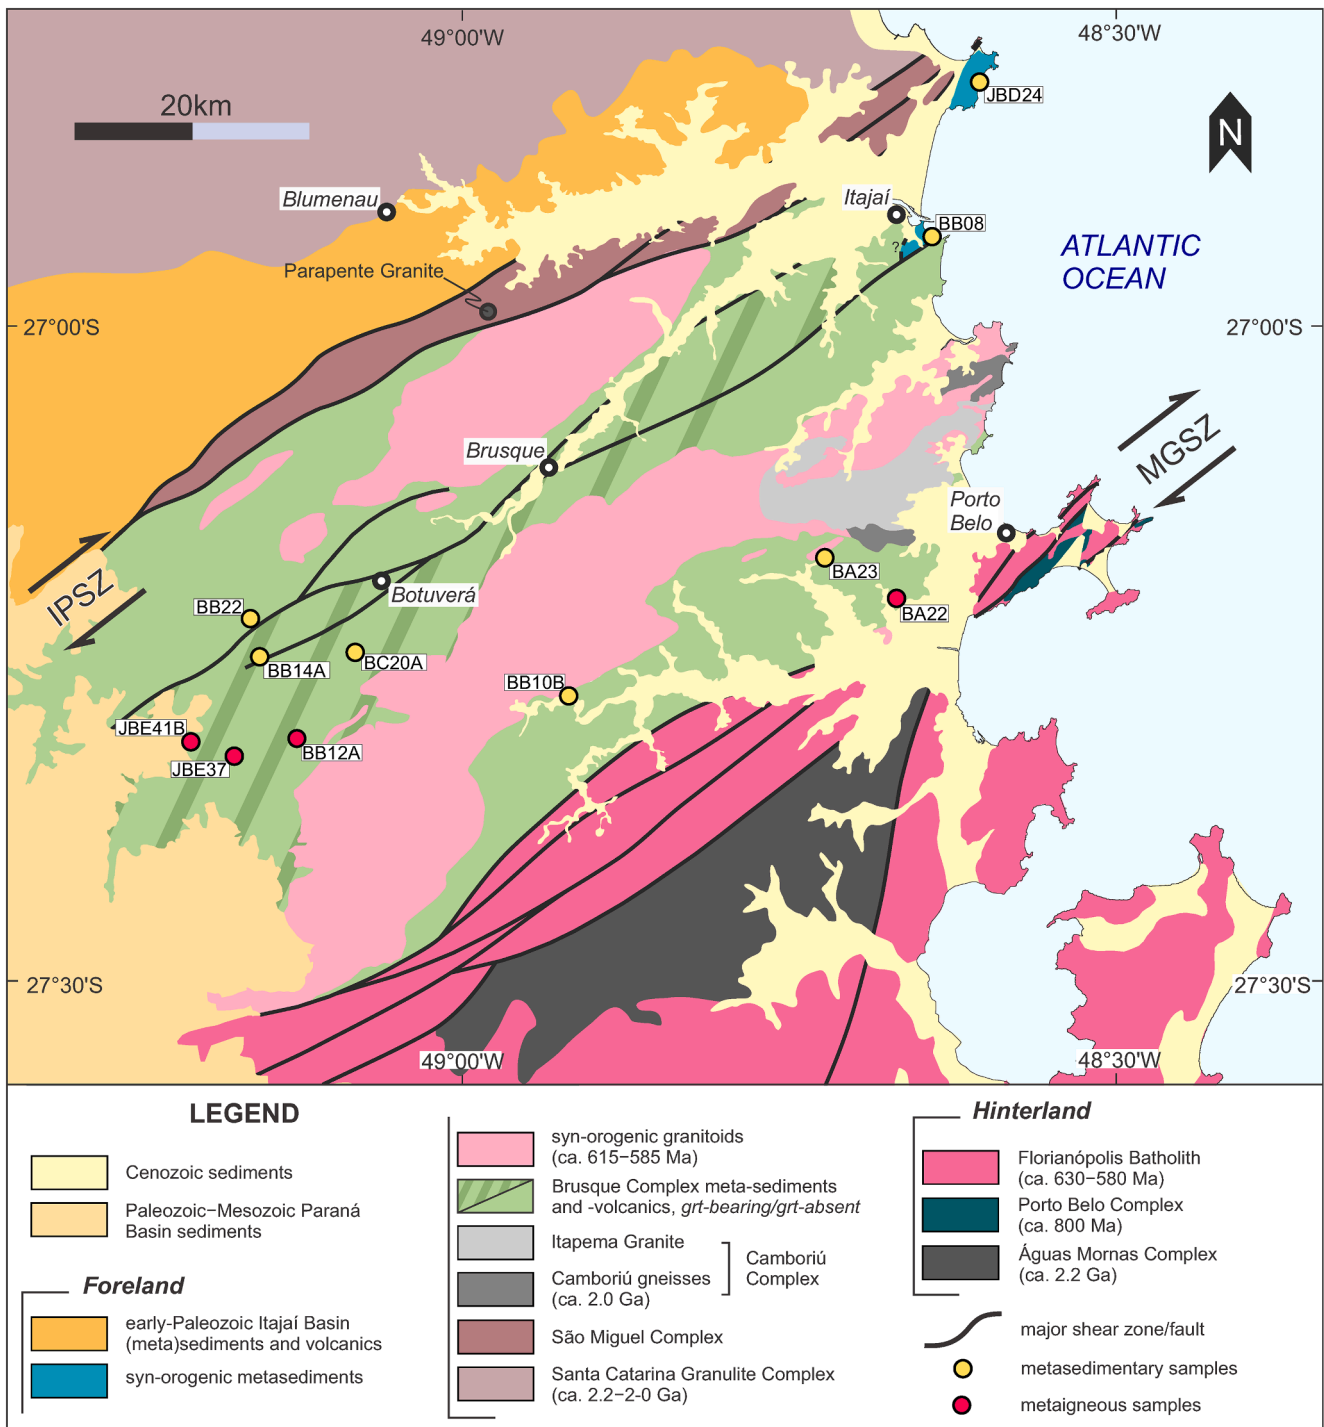 49°00'W
48°30'W
20km
JBD24
N
Blumenau
Itajaí
BB08
?
ATLANTIC
OCEAN
Parapente Granite
27°00'S
27°00'S
Brusque
MGSZ
Porto
Belo
IPSZ
BA23
Botuverá
BB22
BA22
BC20A
BB14A
BB10B
JBE41B
BB12A
JBE37
27°30'S
27°30'S
49°00'W
48°30'W
LEGEND
Cenozoic sediments
Paleozoic−Mesozoic Paraná
Basin sediments
Foreland
early-Paleozoic Itajaí Basin
(meta)sediments and volcanics
syn-orogenic metasediments
syn-orogenic granitoids
(ca. 615−585 Ma)
Brusque Complex meta-sediments
and -volcanics, grt-bearing/grt-absent
Itapema Granite
Camboriú gneisses
(ca. 2.0 Ga)
Camboriú
Complex
São Miguel Complex
Santa Catarina Granulite Complex
(ca. 2.2−2-0 Ga)
Hinterland
Florianópolis Batholith
(ca. 630−580 Ma)
Porto Belo Complex
(ca. 800 Ma)
Águas Mornas Complex
(ca. 2.2 Ga)
major shear zone/fault
metasedimentary samples
metaigneous samples